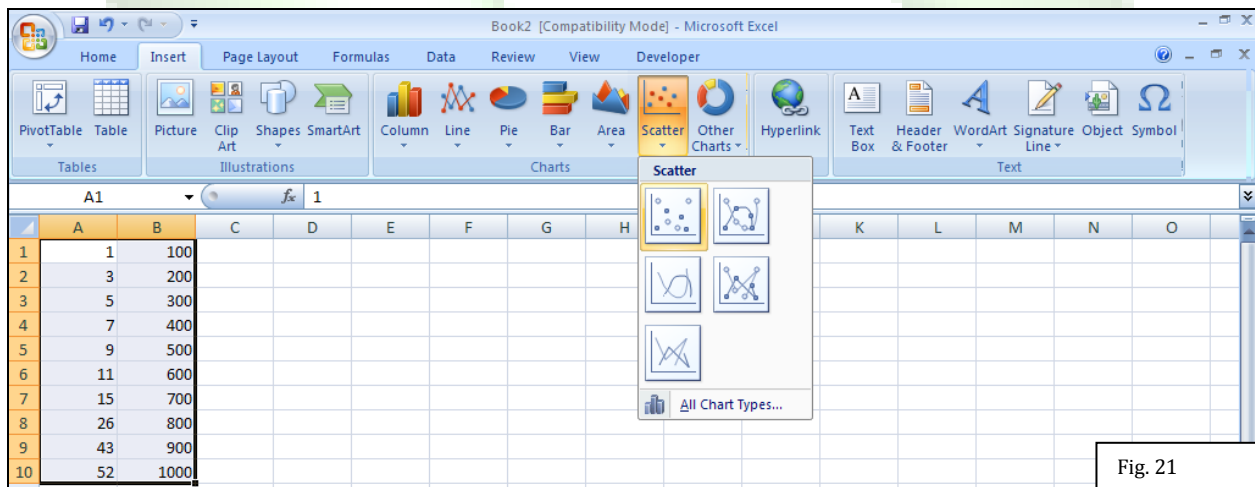 Book2 [Compatibility Mode] - Microsoft Excel
Home Insert Page Layout Formulas Data Review View Developer
PivotTable Table Picture Clip Art Shapes SmartArt Column Line Pie Bar Area Scatter Other Charts Hyperlink Text Box Header & Footer WordArt Signature Line Object Symbol
Tables Illustrations Charts Text
Scatter
A1 fx 1
A B C D E F G H K L M N O
1 1 100
2 3 200
3 5 300
4 7 400
5 9 500
6 11 600
7 15 700
8 26 800
9 43 900
10 52 1000
All Chart Types...
Fig. 21